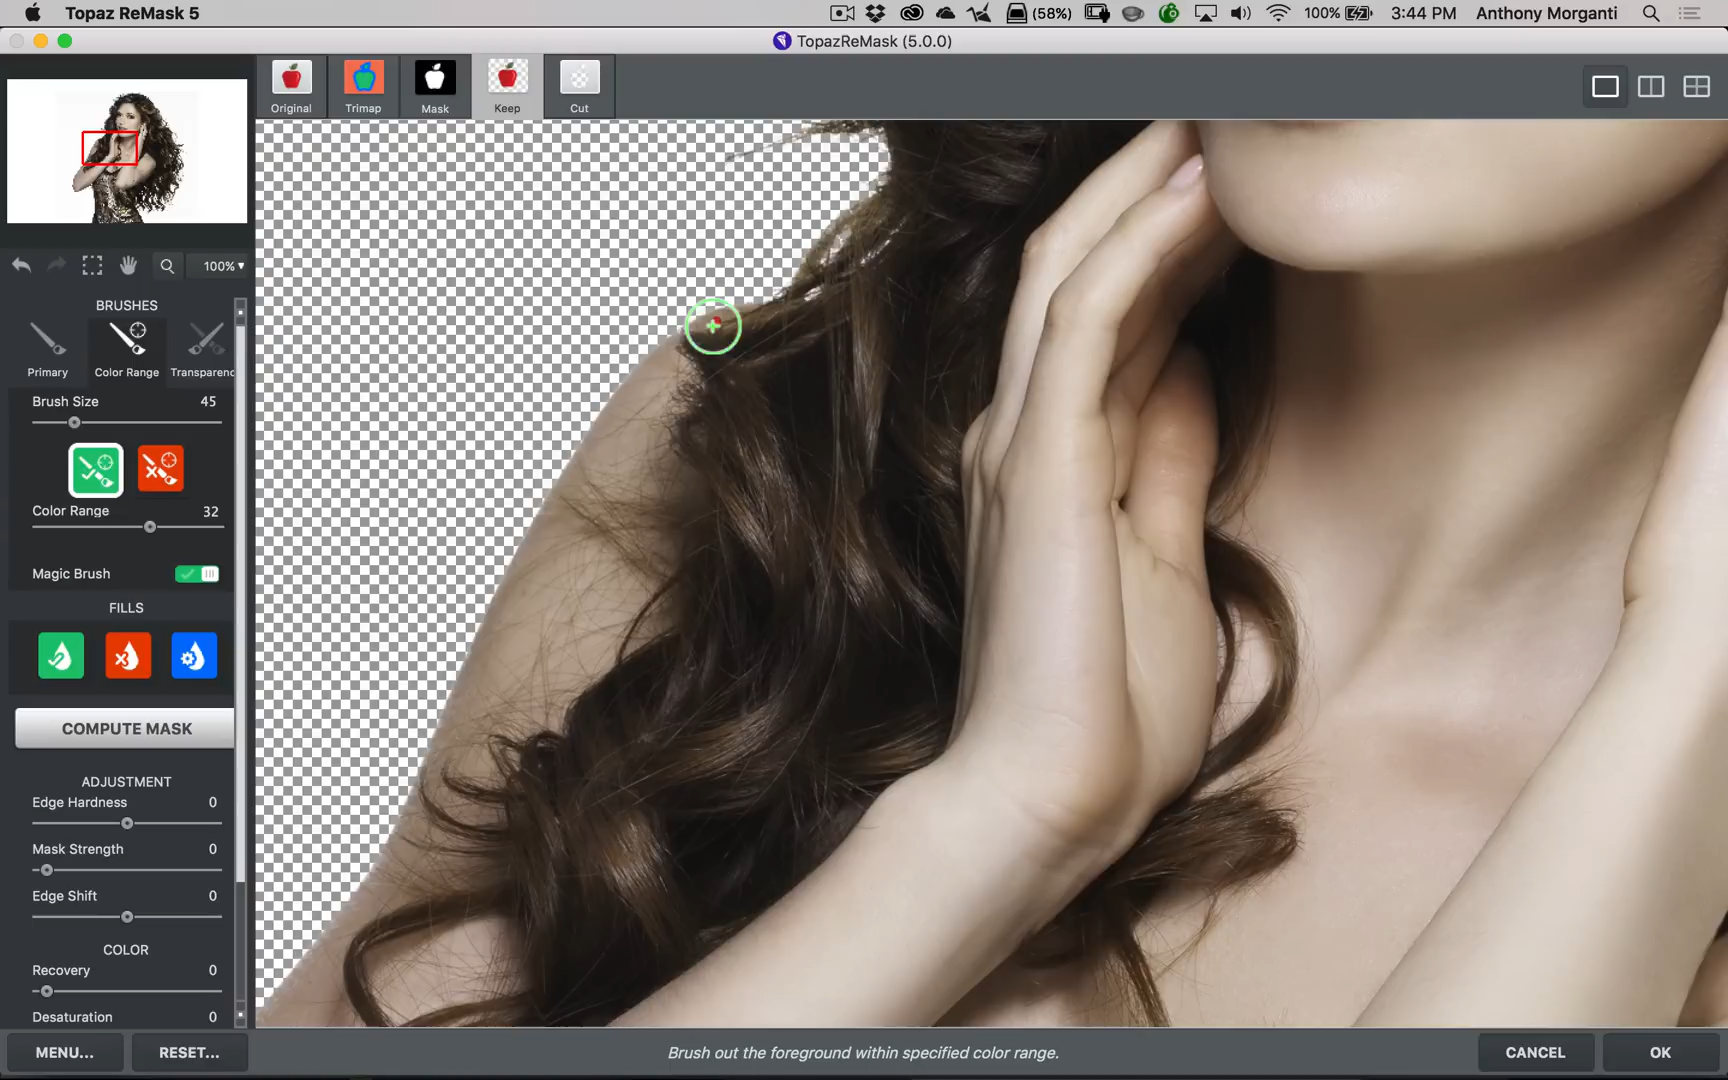 Topaz ReMask 5
(58%)
100%
3:44 PM
Anthony Morganti
TopazReMask (5.0.0)
Original
Trimap
Mask
Keep
Cut
100%
BRUSHES
Primary
Color Range
Transparenc
Brush Size
45
Color Range
32
Magic Brush
FILLS
COMPUTE MASK
ADJUSTMENT
Edge Hardness
0
Mask Strength
0
Edge Shift
0
COLOR
Recovery
0
Desaturation
0
MENU...
RESET...
Brush out the foreground within specified color range.
CANCEL
OK